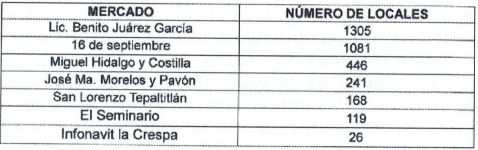 MERCADO NÚMERO DE LOCALES
Lic. Benito Juárez García 1305
16 de septiembre 1081
Miguel Hidalgo y Costilla 446
José Ma. Morelos y Pavón 241
San Lorenzo Tepaltitlán 168
El Seminario 119
Infonavit la Crespa 26